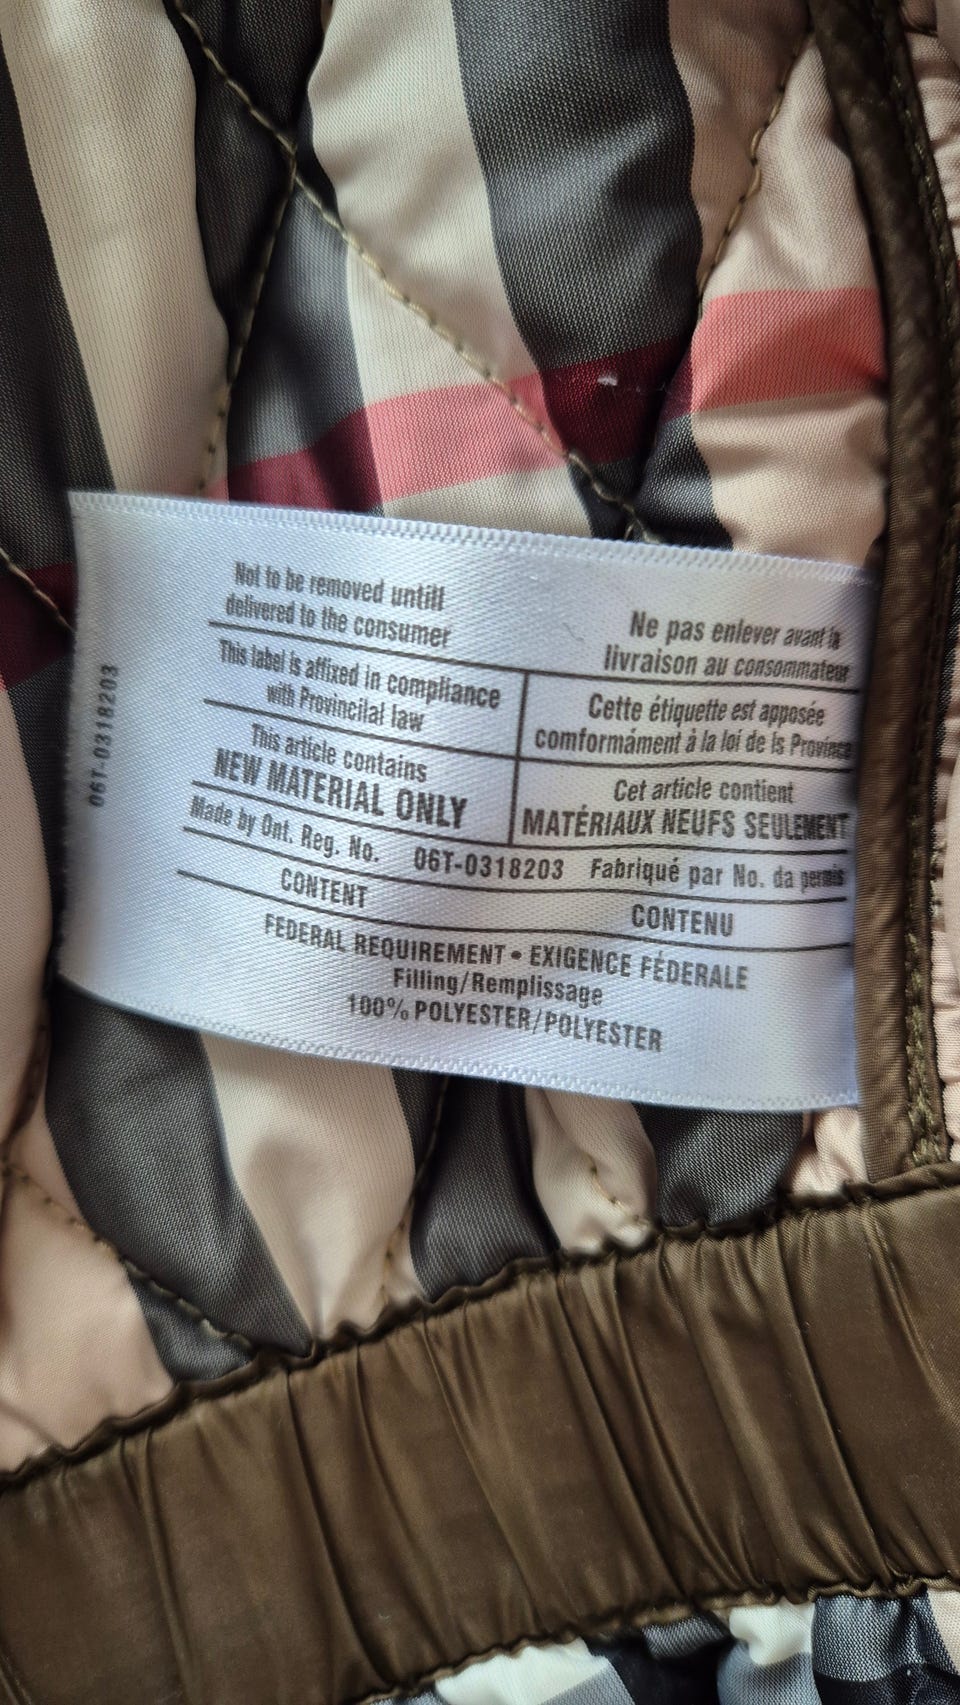 Not to be removed untill
delivered to the consumer
Ne pas enlever avant la
livraison au consommateur
This label is affixed in compliance
with Provincilal law
Cette étiquette est apposée
comformámént à la loi de ls Province
This article contains
NEW MATERIAL ONLY
Cet article contient
MATÉRIAUX NEUFS SEULEMENT
Made by Ont. Reg. No. 06T-0318203 Fabriqué par No. da permis
CONTENT CONTENU
FEDERAL REQUIREMENT • EXIGENCE FÉDERALE
Filling/Remplissage
100% POLYESTER/POLYESTER
06T-0318203